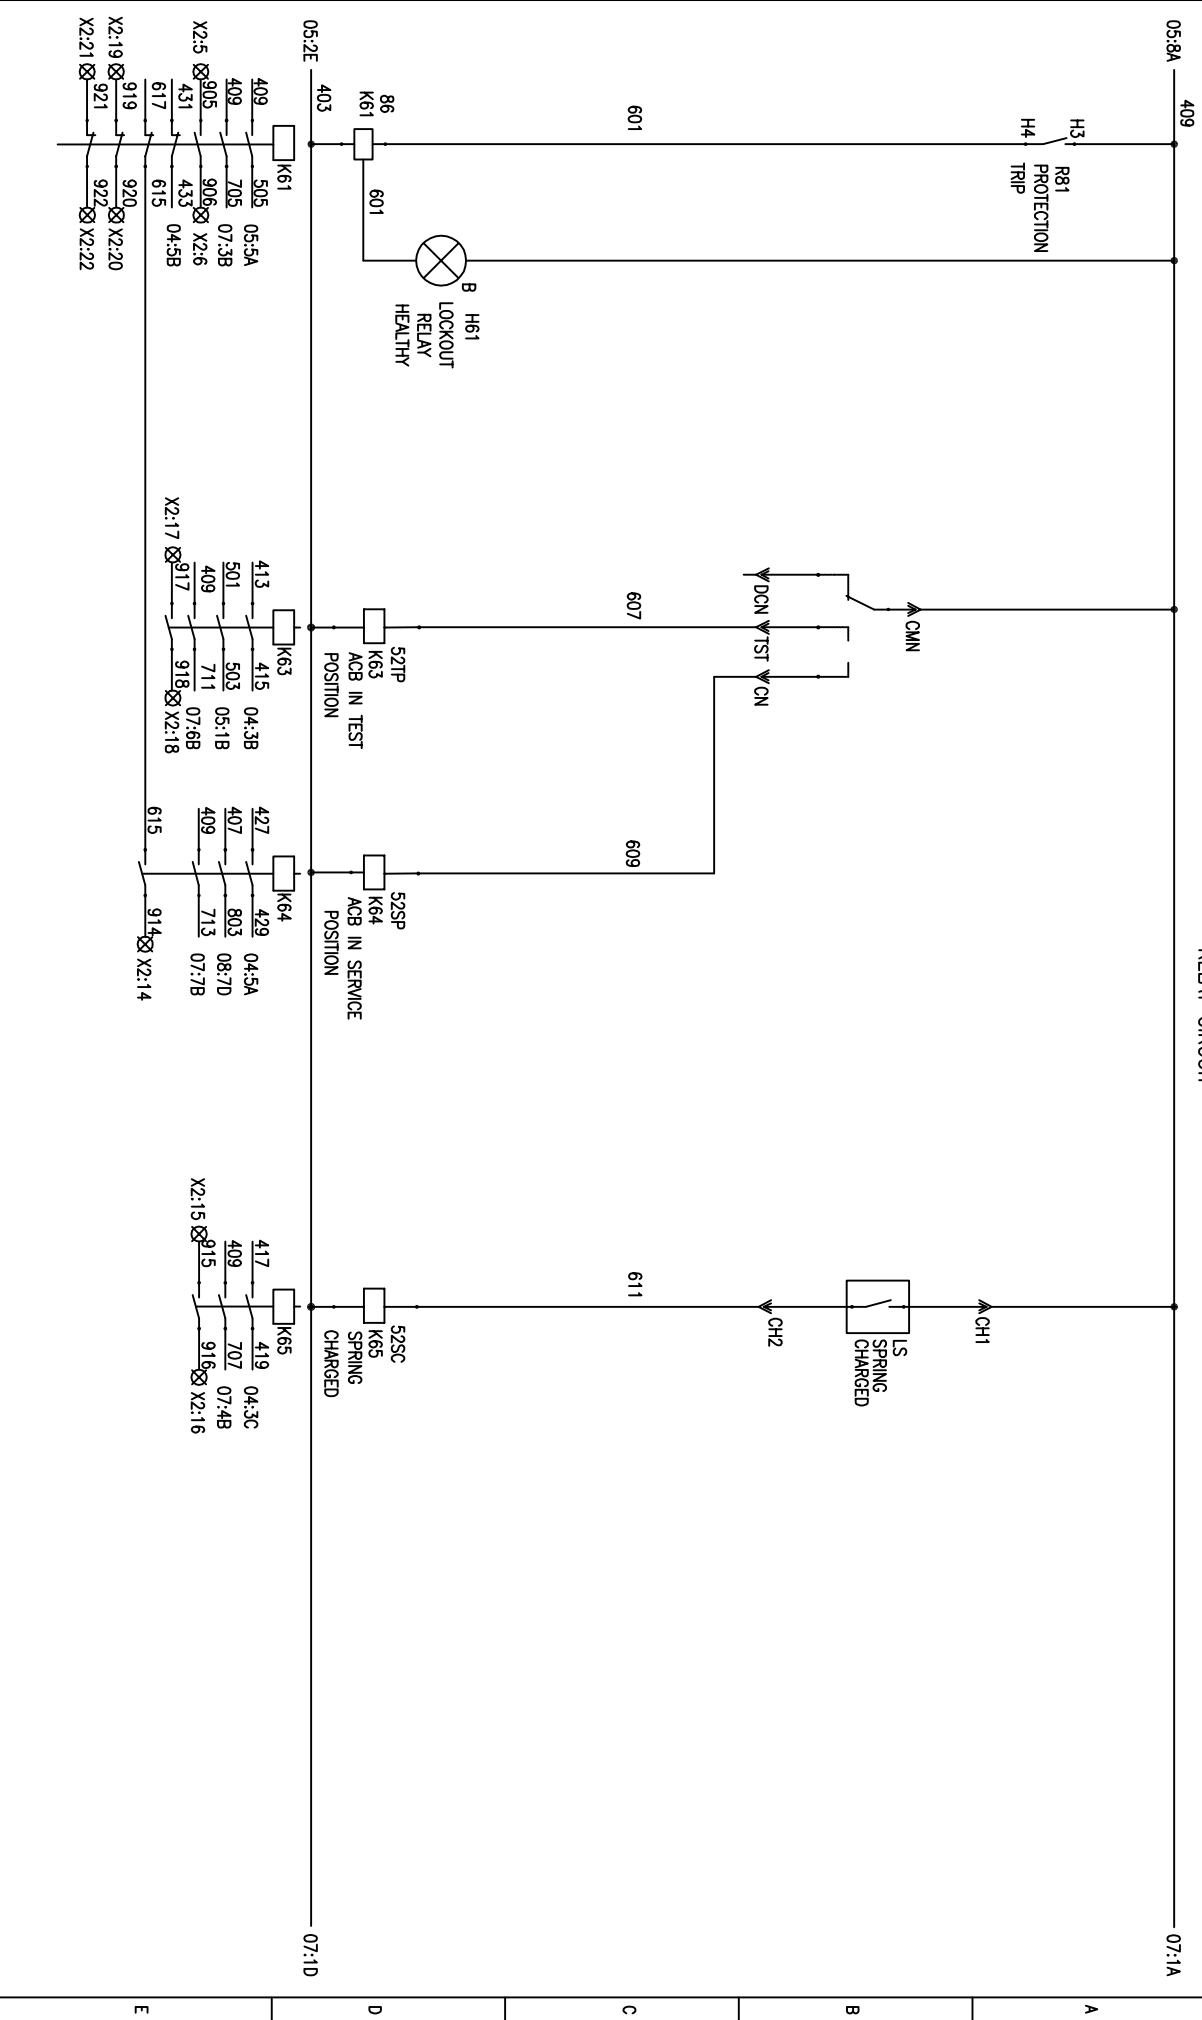 05:8A
409
07:1A
RELAY CIRCUIT
H3
H4
R81
PROTECTION
TRIP
601
86
K61
601
B
H61
LOCKOUT
RELAY
HEALTHY
CMN
DCN
TST
CN
607
609
52TP
K63
ACB IN TEST
POSITION
52SP
K64
ACB IN SERVICE
POSITION
CH1
LS
SPRING
CHARGED
CH2
611
52SC
K65
SPRING
CHARGED
05:2E
403
07:1D
K61
409 505 05:5A
409 705 07:3B
X2:5 905 906 X2:6
431 433 04:5B
617 615
X2:19 919 920 X2:20
X2:21 921 922 X2:22
K63
413 415 04:3B
501 503 05:1B
409 711 07:6B
X2:17 917 918 X2:18
K64
427 429 04:5A
407 803 08:7D
409 713 07:7B
615 914 X2:14
K65
417 419 04:3C
409 707 07:4B
X2:15 915 916 X2:16
A
B
C
D
E